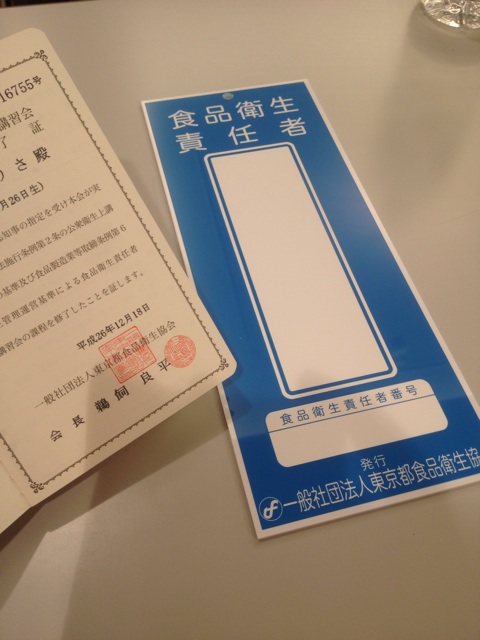 16755号
講習会
了証
りさ殿
月26日生)
知事の指定を受け本会が実
法施行条例第2条の公衆衛生上講
の基準及び食品製造業等取締条例第6
管理運営基準による食品衛生責任者
講習会の課程を修了したことを証します。
平成26年12月18日
一般社団法人東京都食品衛生協会
会長 鵜飼良平
食品衛生
責任者
食品衛生責任者番号
発行
一般社団法人東京都食品衛生協